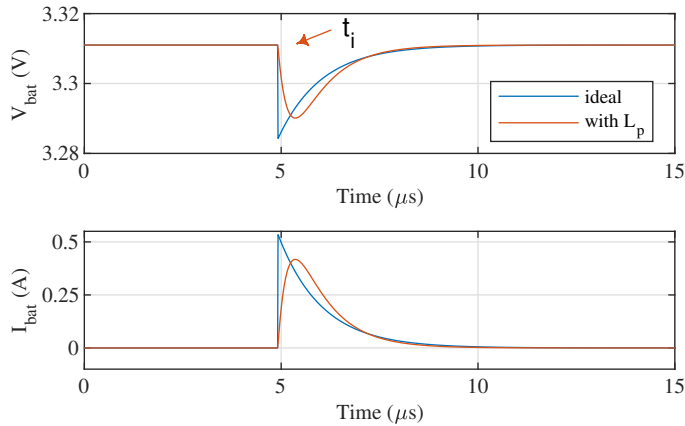 3.32
3.3
3.28
V_bat (V)
t_i
ideal
with L_p
0
5
10
15
Time (μs)
0.5
0.25
0
I_bat (A)
0
5
10
15
Time (μs)